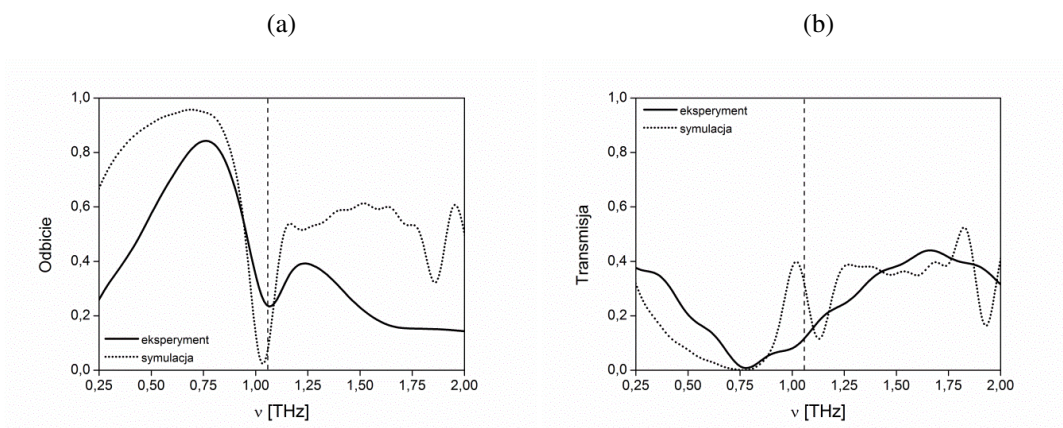 (a)
(b)
1,0
0,8
0,6
0,4
0,2
0,0
Odbicie
eksperyment
symulacja
0,25 0,50 0,75 1,00 1,25 1,50 1,75 2,00
ν [THz]
1,0
0,8
0,6
0,4
0,2
0,0
Transmisja
eksperyment
symulacja
0,25 0,50 0,75 1,00 1,25 1,50 1,75 2,00
ν [THz]